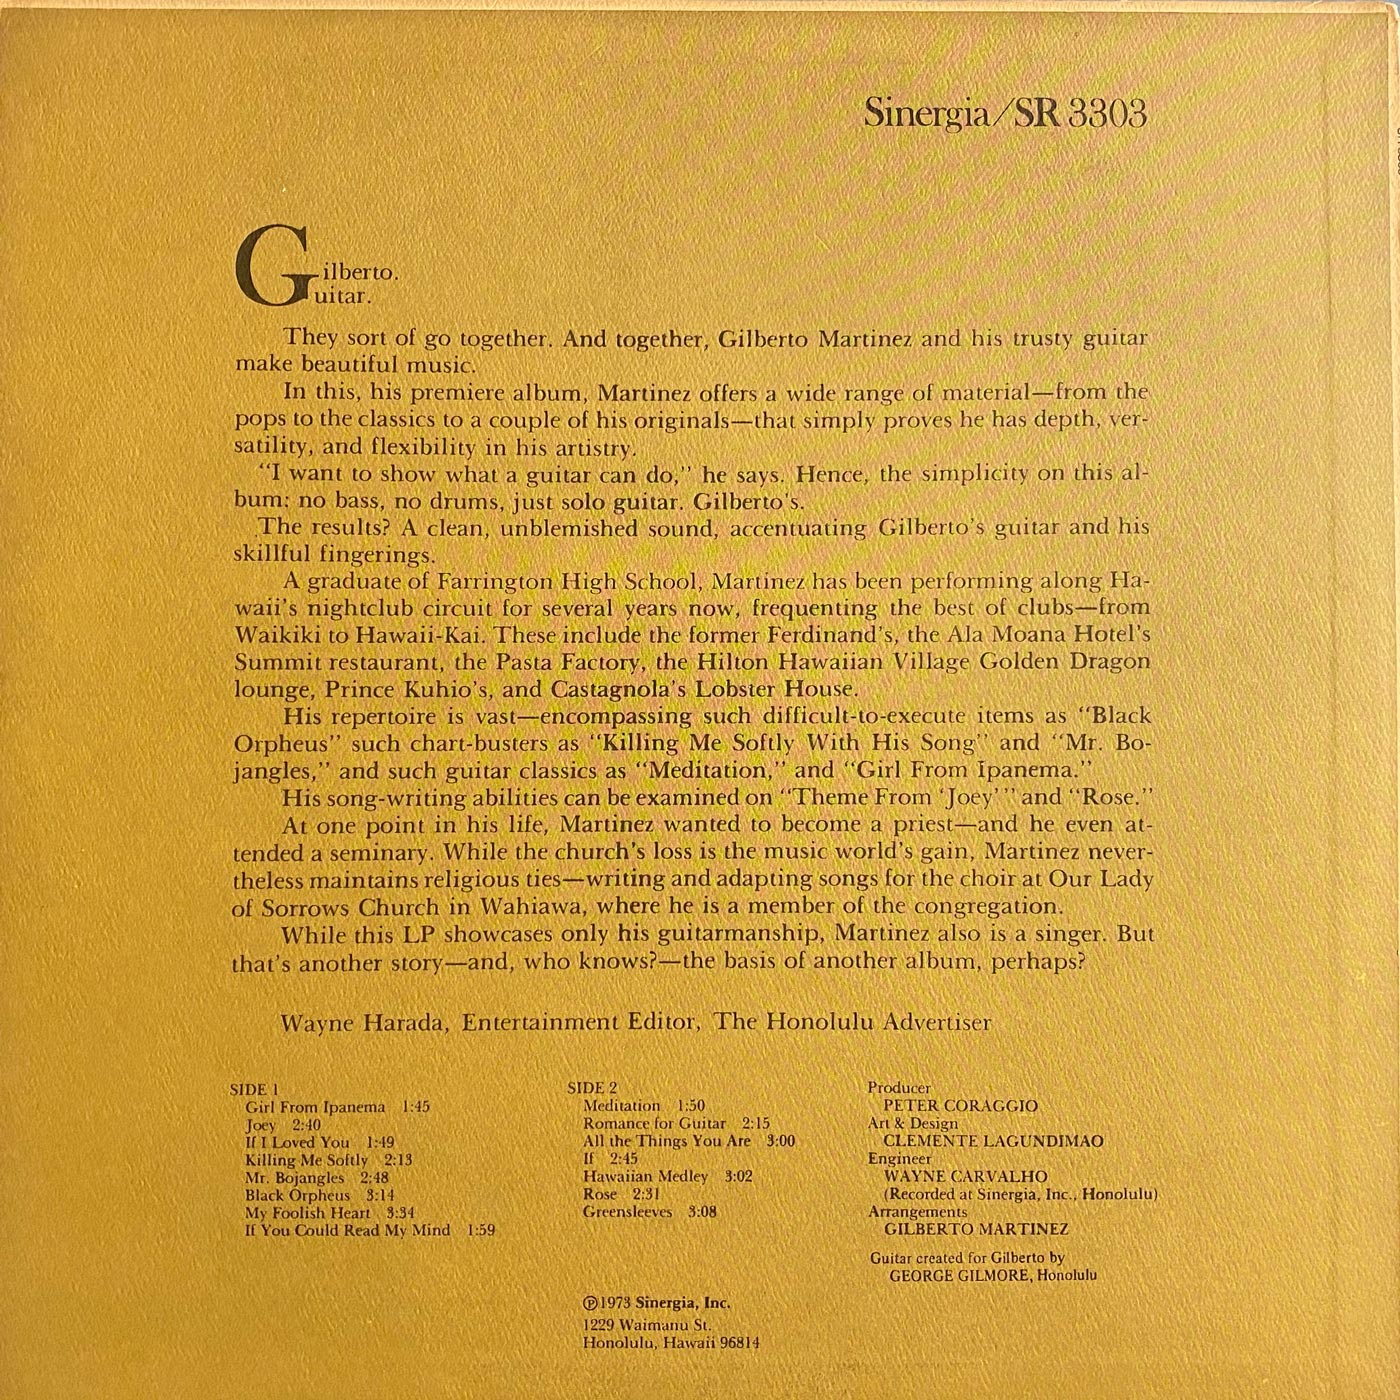 Sinergia/SR 3303
Gilberto.
Guitar.
They sort of go together. And together, Gilberto Martinez and his trusty guitar
make beautiful music.
In this, his premiere album, Martinez offers a wide range of material—from the
pops to the classics to a couple of his originals—that simply proves he has depth, ver-
satility, and flexibility in his artistry.
“I want to show what a guitar can do,” he says. Hence, the simplicity on this al-
bum: no bass, no drums, just solo guitar. Gilberto's.
The results? A clean, unblemished sound, accentuating Gilberto's guitar and his
skillful fingerings.
A graduate of Farrington High School, Martinez has been performing along Ha-
waii's nightclub circuit for several years now, frequenting the best of clubs—from
Waikiki to Hawaii-Kai. These include the former Ferdinand's, the Ala Moana Hotel's
Summit restaurant, the Pasta Factory, the Hilton Hawaiian Village Golden Dragon
lounge, Prince Kuhio's, and Castagnola's Lobster House.
His repertoire is vast—encompassing such difficult-to-execute items as “Black
Orpheus” such chart-busters as “Killing Me Softly With His Song” and “Mr. Bo-
jangles,” and such guitar classics as “Meditation,” and “Girl From Ipanema.”
His song-writing abilities can be examined on “Theme From ‘Joey’” and “Rose.”
At one point in his life, Martinez wanted to become a priest—and he even at-
tended a seminary. While the church's loss is the music world's gain, Martinez never-
theless maintains religious ties—writing and adapting songs for the choir at Our Lady
of Sorrows Church in Wahiawa, where he is a member of the congregation.
While this LP showcases only his guitarmanship, Martinez also is a singer. But
that's another story—and, who knows?—the basis of another album, perhaps?
Wayne Harada, Entertainment Editor, The Honolulu Advertiser
SIDE 1
Girl From Ipanema 1:45
Joey 2:40
If I Loved You 1:49
Killing Me Softly 2:13
Mr. Bojangles 2:48
Black Orpheus 3:14
My Foolish Heart 3:34
If You Could Read My Mind 1:59
SIDE 2
Meditation 1:50
Romance for Guitar 2:15
All the Things You Are 3:00
If 2:45
Hawaiian Medley 3:02
Rose 2:31
Greensleeves 3:08
Producer
PETER CORAGGIO
Art & Design
CLEMENTE LAGUNDIMAO
Engineer
WAYNE CARVALHO
(Recorded at Sinergia, Inc., Honolulu)
Arrangements
GILBERTO MARTINEZ
Guitar created for Gilberto by
GEORGE GILMORE, Honolulu
℗1973 Sinergia, Inc.
1229 Waimanu St.
Honolulu, Hawaii 96814